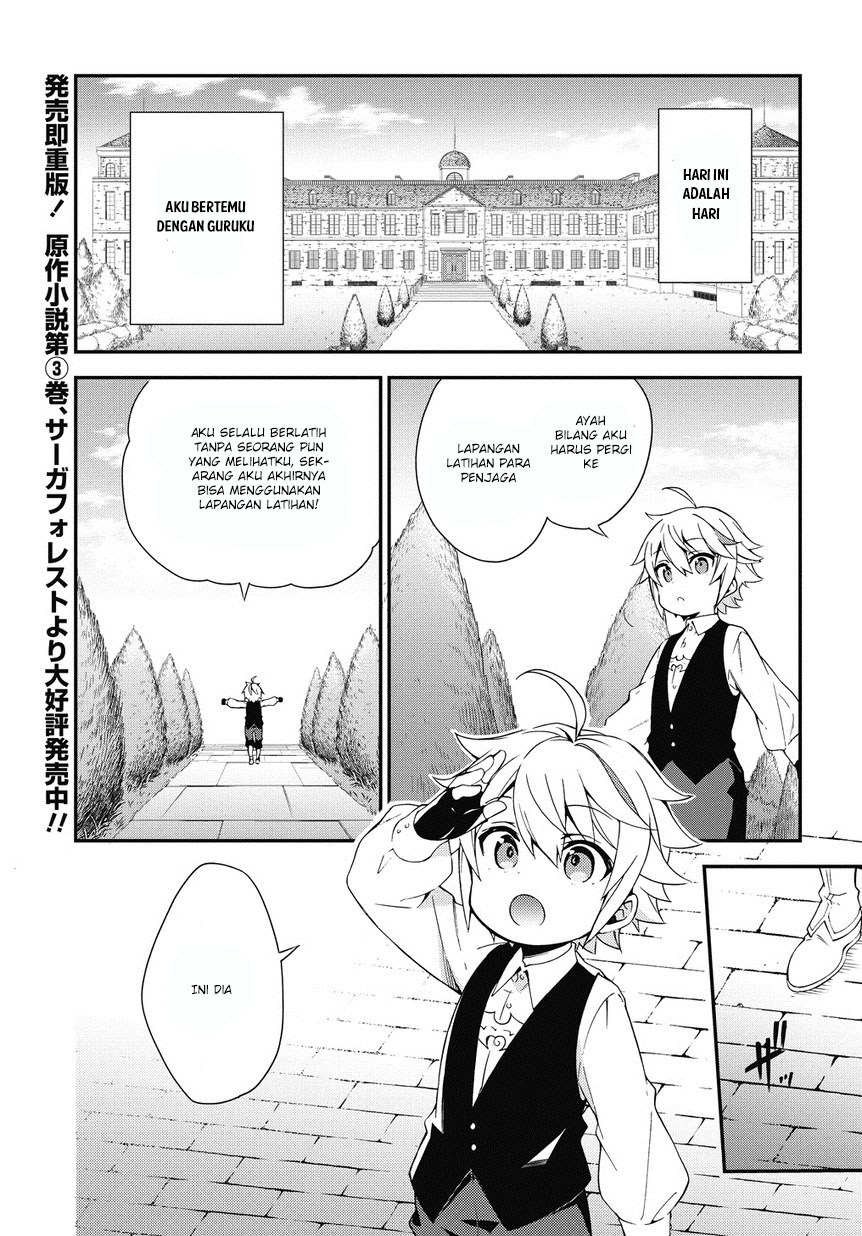 発売即重版! 原作小説第③巻、サーガフォレストより大好評発売中!!
HARI INI
ADALAH
HARI
AKU BERTEMU
DENGAN GURUKU
AYAH
BILANG AKU
HARUS PERGI
KE
LAPANGAN
LATIHAN PARA
PENJAGA
AKU SELALU BERLATIH
TANPA SEORANG PUN
YANG MELIHATKU, SEK-
ARANG AKU AKHIRNYA
BISA MENGGUNAKAN
LAPANGAN LATIHAN!
ザッ
INI DIA